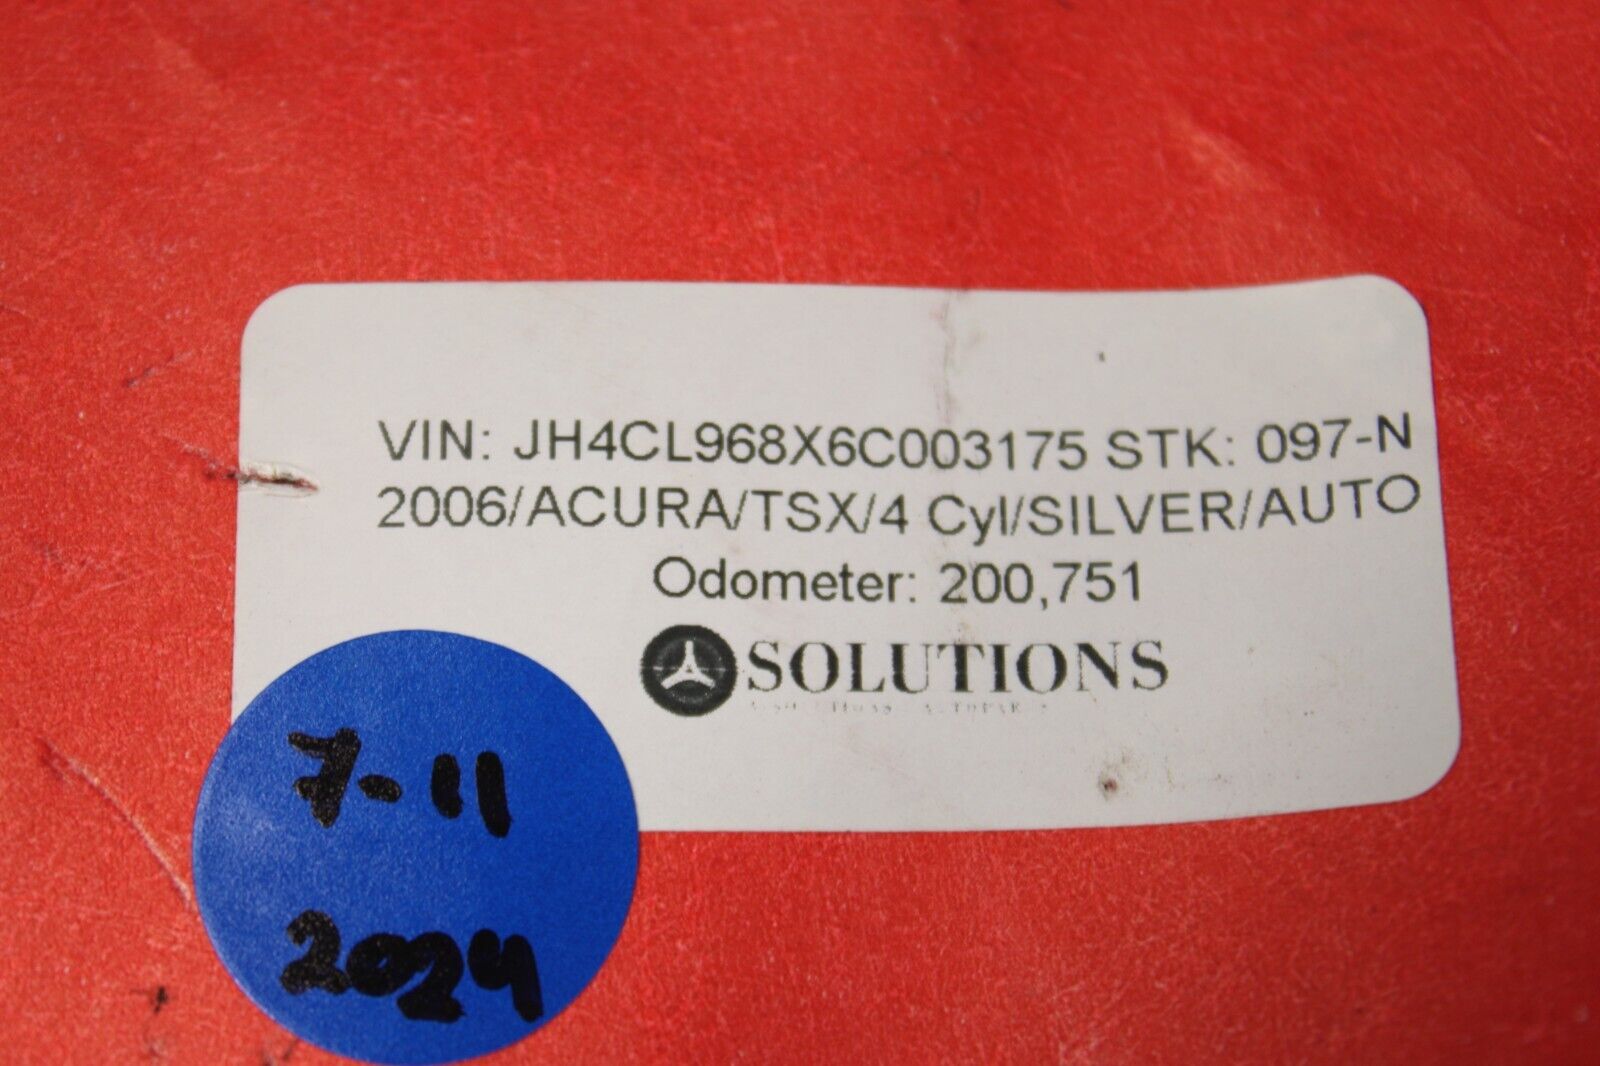 VIN: JH4CL968X6C003175 STK: 097-N
2006/ACURA/TSX/4 Cyl/SILVER/AUTO
Odometer: 200,751
SOLUTIONS
7-11
2024